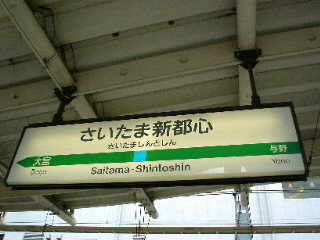 さいたま新都心
さいたましんとしん
大宮 与野
Saitama-Shintoshin
Ōmiya Yono